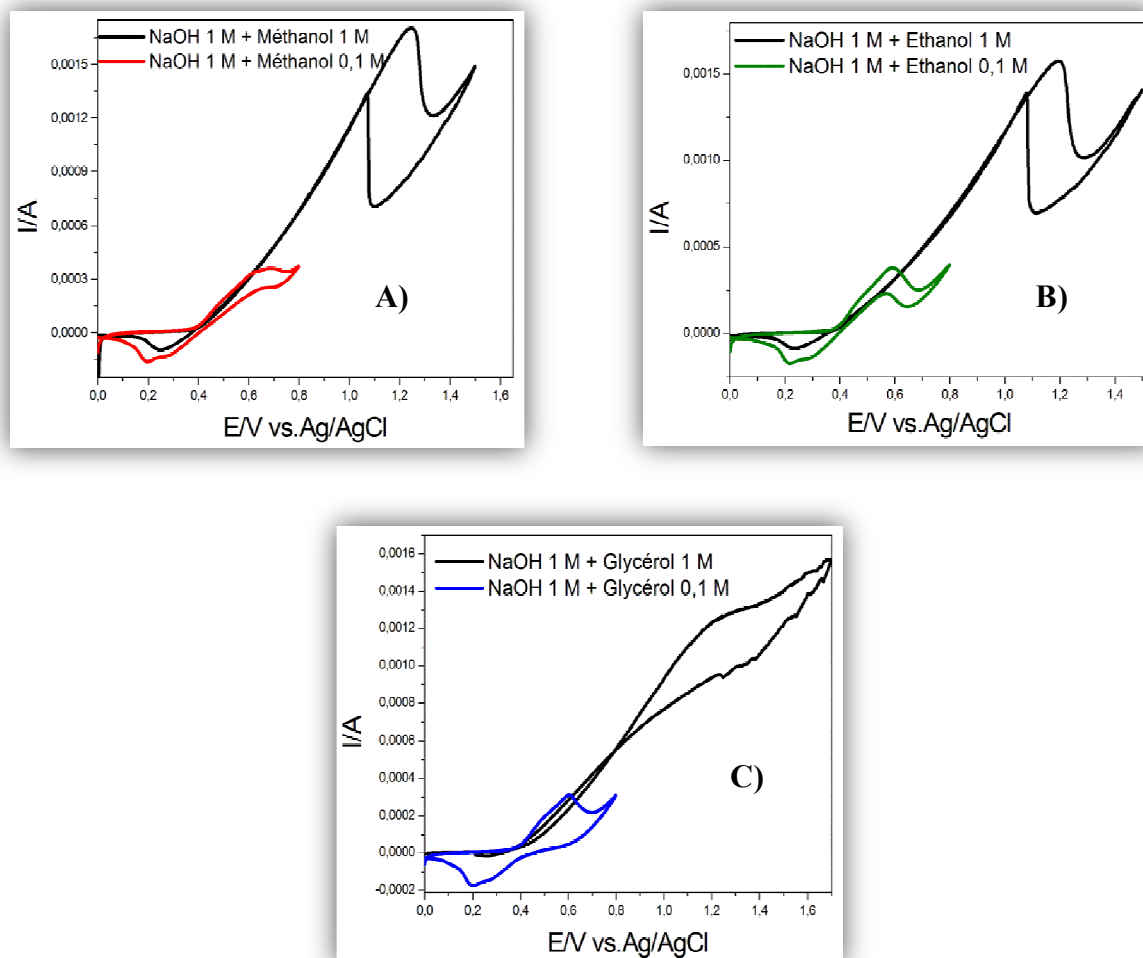 NaOH 1 M + Méthanol 1 M
NaOH 1 M + Méthanol 0,1 M
0,0015
0,0012
0,0009
0,0006
0,0003
0,0000
I/A
A)
0,0 0,2 0,4 0,6 0,8 1,0 1,2 1,4 1,6
E/V vs.Ag/AgCl
NaOH 1 M + Ethanol 1 M
NaOH 1 M + Ethanol 0,1 M
0,0015
0,0010
0,0005
0,0000
I/A
B)
0,0 0,2 0,4 0,6 0,8 1,0 1,2 1,4
E/V vs.Ag/AgCl
NaOH 1 M + Glycérol 1 M
NaOH 1 M + Glycérol 0,1 M
0,0016
0,0014
0,0012
0,0010
0,0008
0,0006
0,0004
0,0002
0,0000
-0,0002
I/A
C)
0,0 0,2 0,4 0,6 0,8 1,0 1,2 1,4 1,6
E/V vs.Ag/AgCl